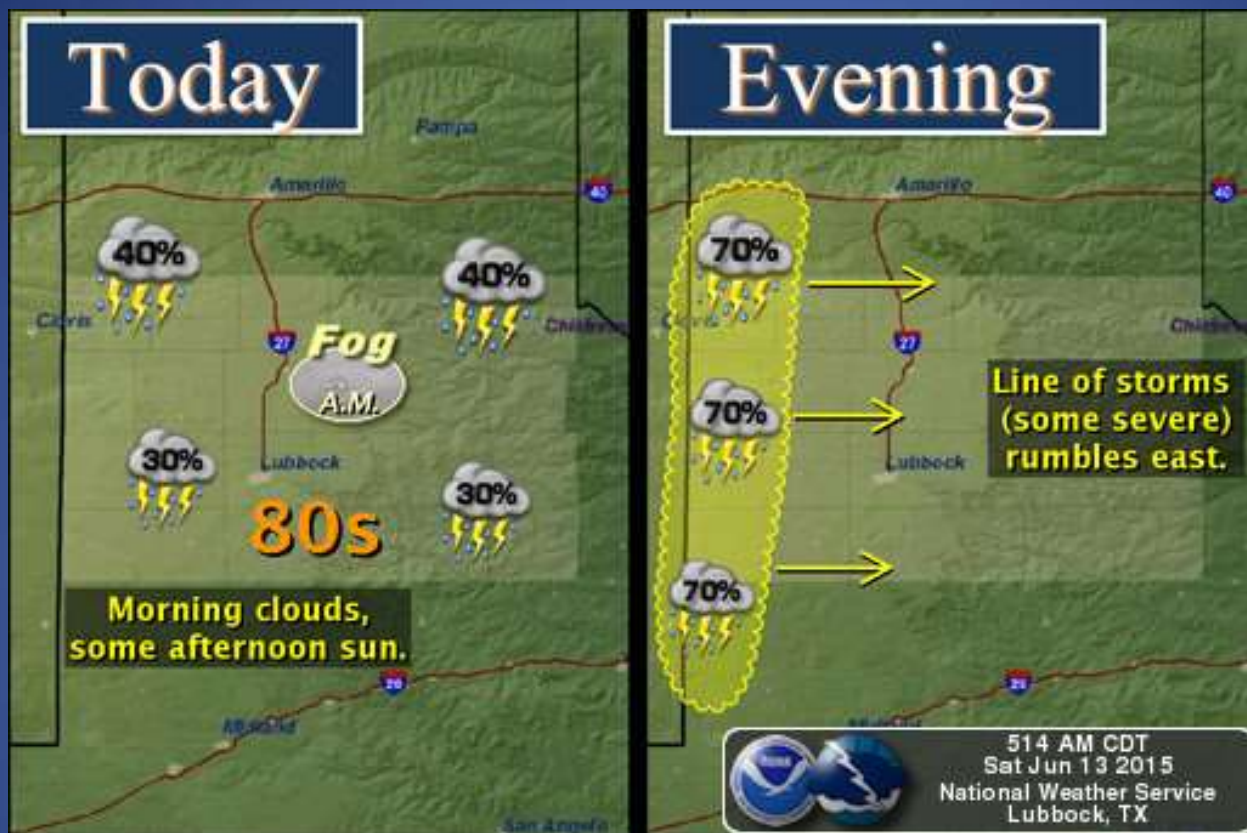 Today
Pampa
Amarillo
40
40%
40%
Clovis
27
Fog
A.M.
30%
Lubbock
30%
80s
Morning clouds,
some afternoon sun.
20
Midland
San Angelo
Evening
Amarillo
40
70%
27
70%
Line of storms
(some severe)
rumbles east.
Lubbock
70%
20
514 AM CDT
Sat Jun 13 2015
National Weather Service
Lubbock, TX